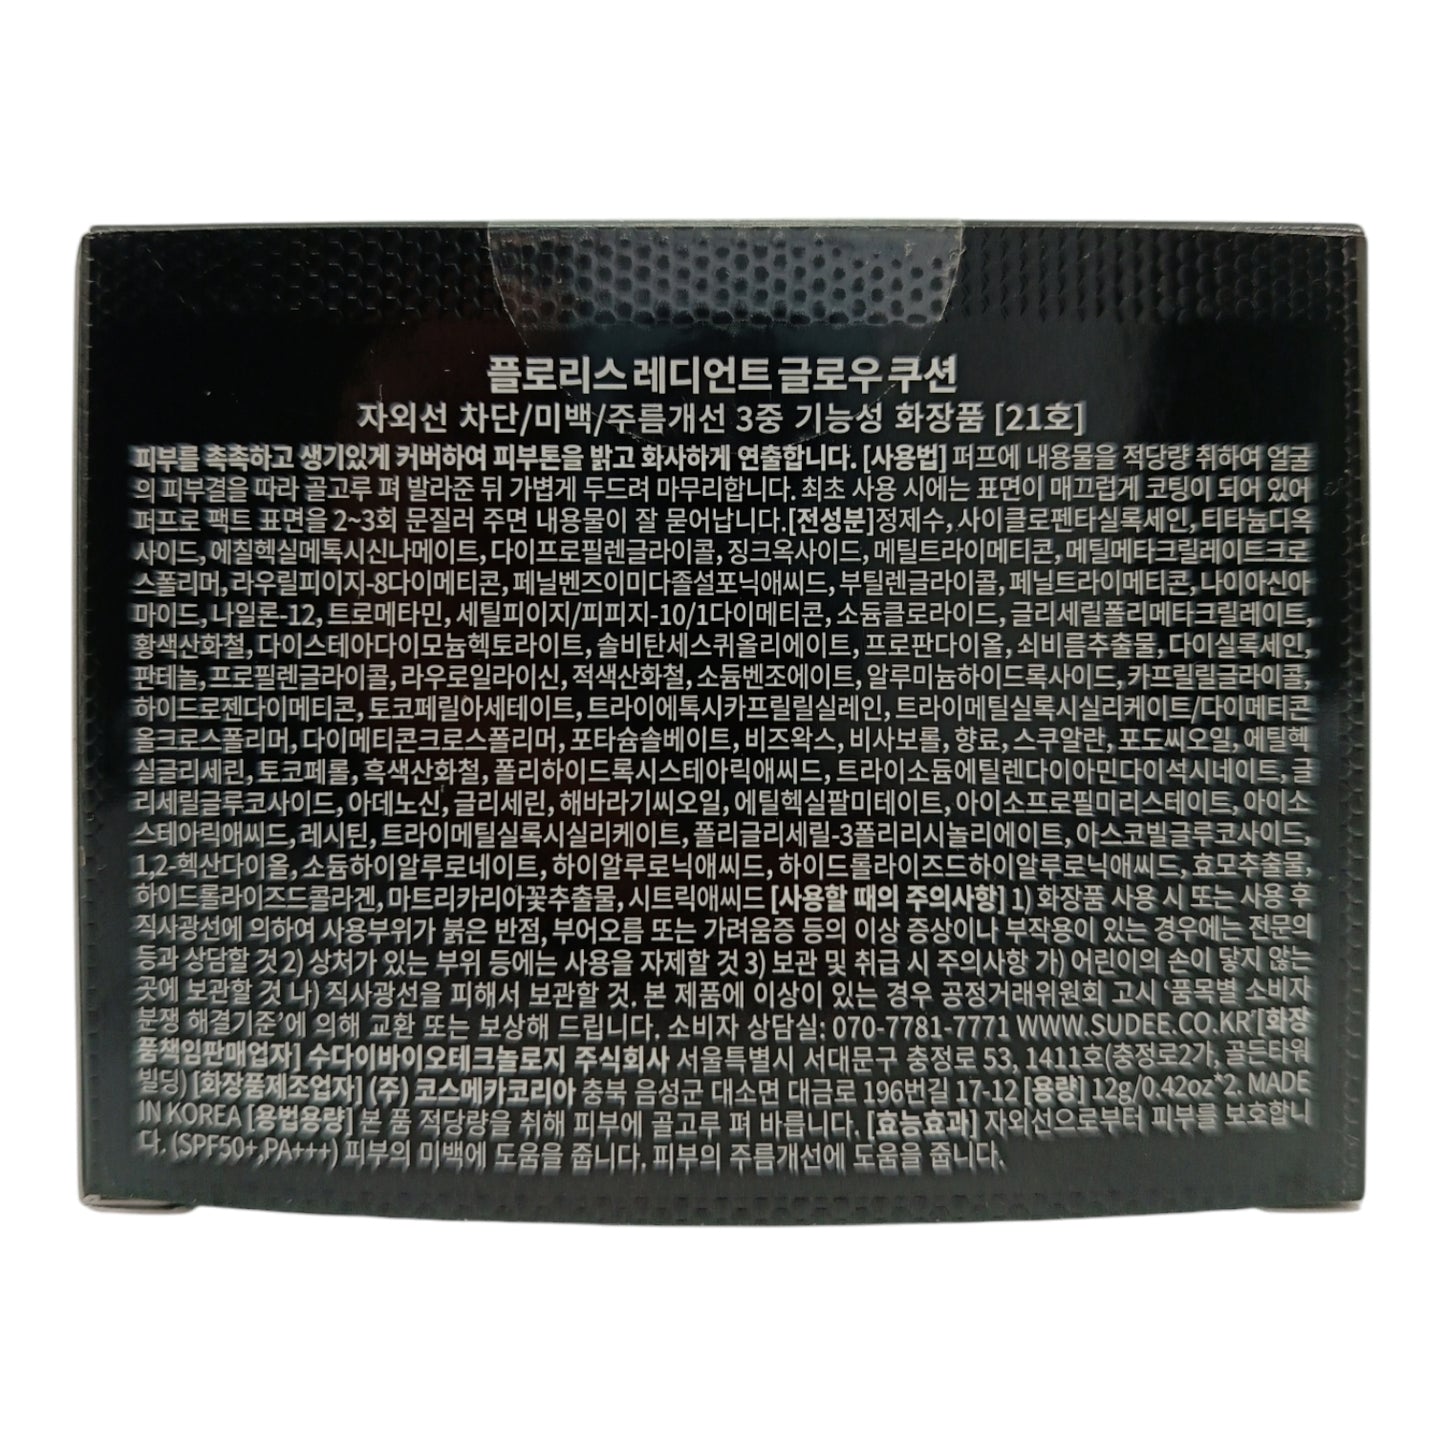 플로리스 레디언트 글로우 쿠션
자외선 차단/미백/주름개선 3중 기능성 화장품 [21호]
피부를 촉촉하고 생기있게 커버하여 피부톤을 밝고 화사하게 연출합니다. [사용법] 퍼프에 내용물을 적당량 취하여 얼굴
의 피부결을 따라 골고루 펴 발라준 뒤 가볍게 두드려 마무리합니다. 최초 사용 시에는 표면이 매끄럽게 코팅이 되어 있어
퍼프로 팩트 표면을 2~3회 문질러 주면 내용물이 잘 묻어납니다.[전성분]정제수, 사이클로펜타실록세인, 티타늄디옥
사이드, 에칠헥실메톡시신나메이트, 다이프로필렌글라이콜, 징크옥사이드, 메틸트라이메티콘, 메틸메타크릴레이트크로
스폴리머, 라우릴피이지-8다이메티콘, 페닐벤즈이미다졸설포닉애씨드, 부틸렌글라이콜, 페닐트라이메티콘, 나이아신아
마이드, 나일론-12, 트로메타민, 세틸피이지/피피지-10/1다이메티콘, 소듐클로라이드, 글리세릴폴리메타크릴레이트,
황색산화철, 다이스테아다이모늄헥토라이트, 솔비탄세스퀴올리에이트, 프로판다이올, 쇠비름추출물, 다이실록세인,
판테놀, 프로필렌글라이콜, 라우로일라이신, 적색산화철, 소듐벤조에이트, 알루미늄하이드록사이드, 카프릴릴글라이콜,
하이드로젠다이메티콘, 토코페릴아세테이트, 트라이에톡시카프릴릴실레인, 트라이메틸실록시실리케이트/다이메티콘
올크로스폴리머, 다이메티콘크로스폴리머, 포타슘솔베이트, 비즈왁스, 비사보롤, 향료, 스쿠알란, 포도씨오일, 에틸헥
실글리세린, 토코페롤, 흑색산화철, 폴리하이드록시스테아릭애씨드, 트라이소듐에틸렌다이아민다이석시네이트, 글
리세릴글루코사이드, 아데노신, 글리세린, 해바라기씨오일, 에틸헥실팔미테이트, 아이소프로필미리스테이트, 아이소
스테아릭애씨드, 레시틴, 트라이메틸실록시실리케이트, 폴리글리세릴-3폴리리시놀리에이트, 아스코빌글루코사이드,
1,2-헥산다이올, 소듐하이알루로네이트, 하이알루로닉애씨드, 하이드롤라이즈드하이알루로닉애씨드, 효모추출물,
하이드롤라이즈드콜라겐, 마트리카리아꽃추출물, 시트릭애씨드 [사용할 때의 주의사항] 1) 화장품 사용 시 또는 사용 후
직사광선에 의하여 사용부위가 붉은 반점, 부어오름 또는 가려움증 등의 이상 증상이나 부작용이 있는 경우에는 전문의
등과 상담할 것 2) 상처가 있는 부위 등에는 사용을 자제할 것 3) 보관 및 취급 시 주의사항 가) 어린이의 손이 닿지 않는
곳에 보관할 것 나) 직사광선을 피해서 보관할 것. 본 제품에 이상이 있는 경우 공정거래위원회 고시 '품목별 소비자
분쟁 해결기준'에 의해 교환 또는 보상해 드립니다. 소비자 상담실: 070-7781-7771 WWW.SUDEE.CO.KR [화장
품책임판매업자] 수다이바이오테크놀로지 주식회사 서울특별시 서대문구 충정로 53, 1411호(충정로2가, 골든타워
빌딩) [화장품제조업자] (주) 코스메카코리아 충북 음성군 대소면 대금로 196번길 17-12 [용량] 12g/0.42oz*2. MADE
IN KOREA [용법용량] 본 품 적당량을 취해 피부에 골고루 펴 바릅니다. [효능효과] 자외선으로부터 피부를 보호합니
다. (SPF50+,PA+++) 피부의 미백에 도움을 줍니다. 피부의 주름개선에 도움을 줍니다.